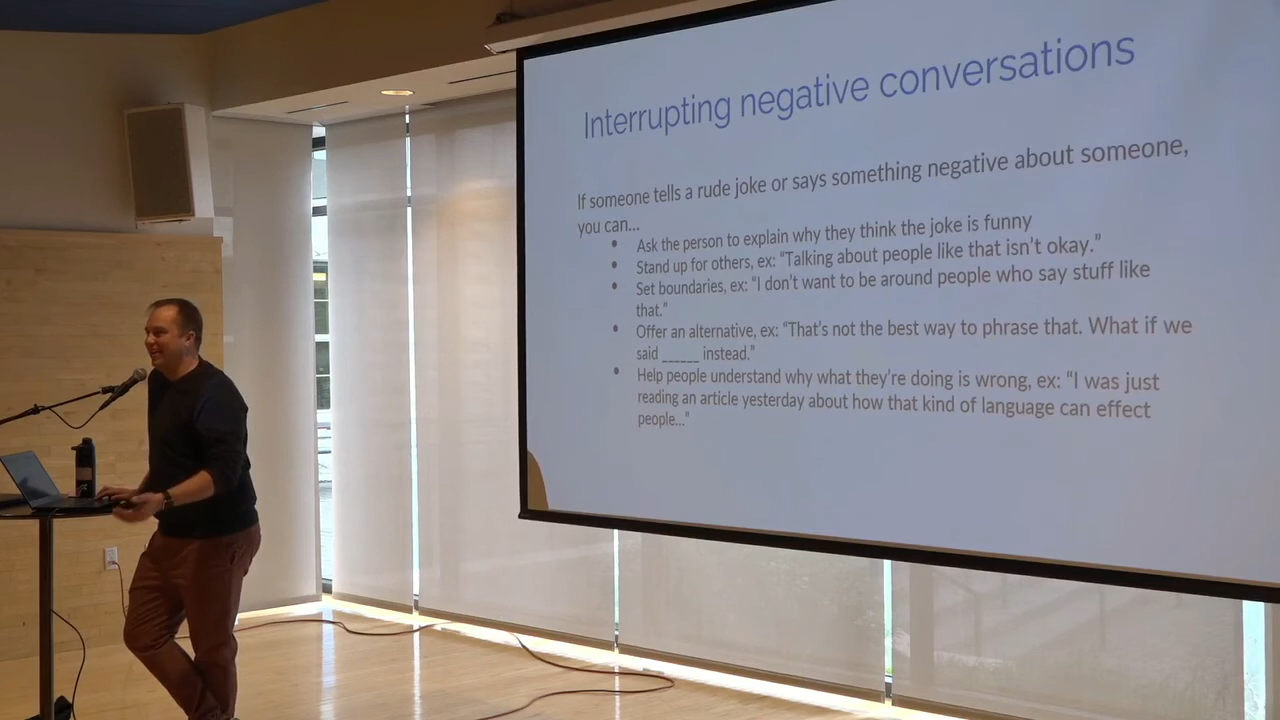 Interrupting negative conversations
If someone tells a rude joke or says something negative about someone,
you can...
• Ask the person to explain why they think the joke is funny
• Stand up for others, ex: “Talking about people like that isn’t okay.”
• Set boundaries, ex: “I don’t want to be around people who say stuff like
that.”
• Offer an alternative, ex: “That’s not the best way to phrase that. What if we
said ______ instead.”
• Help people understand why what they’re doing is wrong, ex: “I was just
reading an article yesterday about how that kind of language can effect
people...”